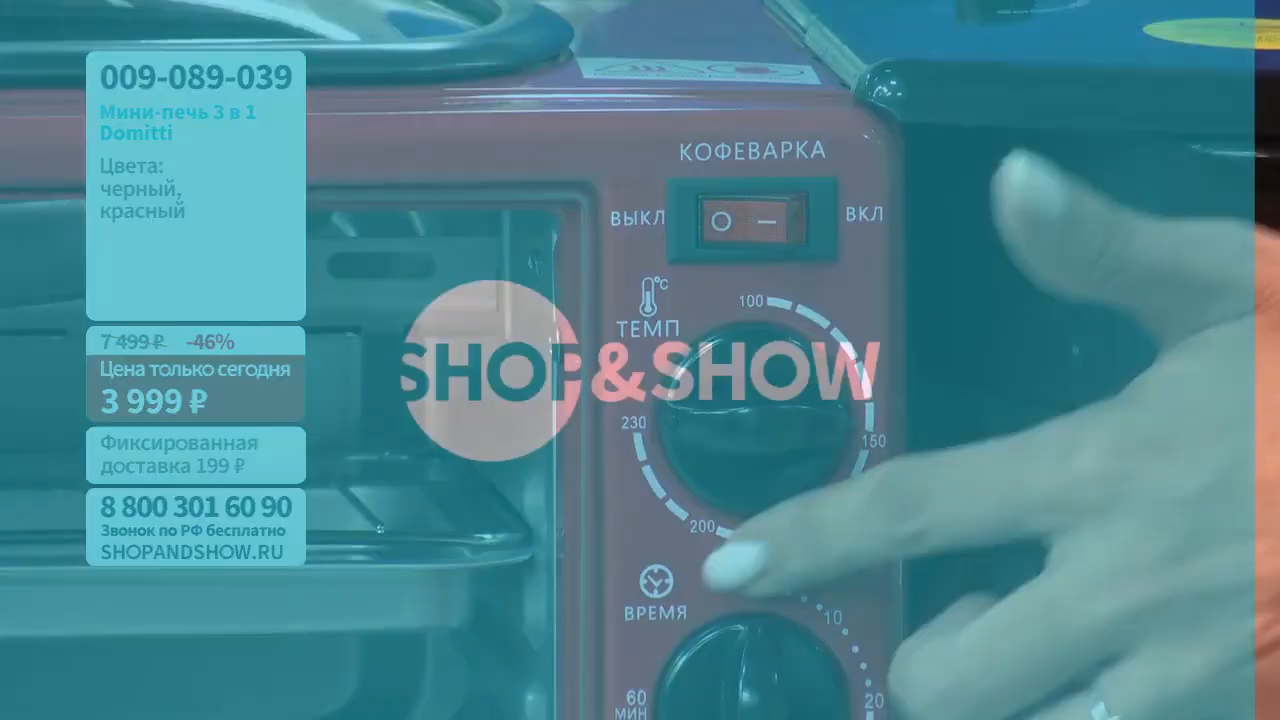 009-089-039
Мини-печь 3 в 1
Domitti
Цвета:
черный,
красный
7 499 ₽ -46%
Цена только сегодня
3 999 ₽
Фиксированная
доставка 199 ₽
8 800 301 60 90
Звонок по РФ бесплатно
SHOPANDSHOW.RU
SHOP&SHOW
КОФЕВАРКА
ВЫКЛ
ВКЛ
°C
ТЕМП
100
150
200
230
ВРЕМЯ
10
20
60
МИН